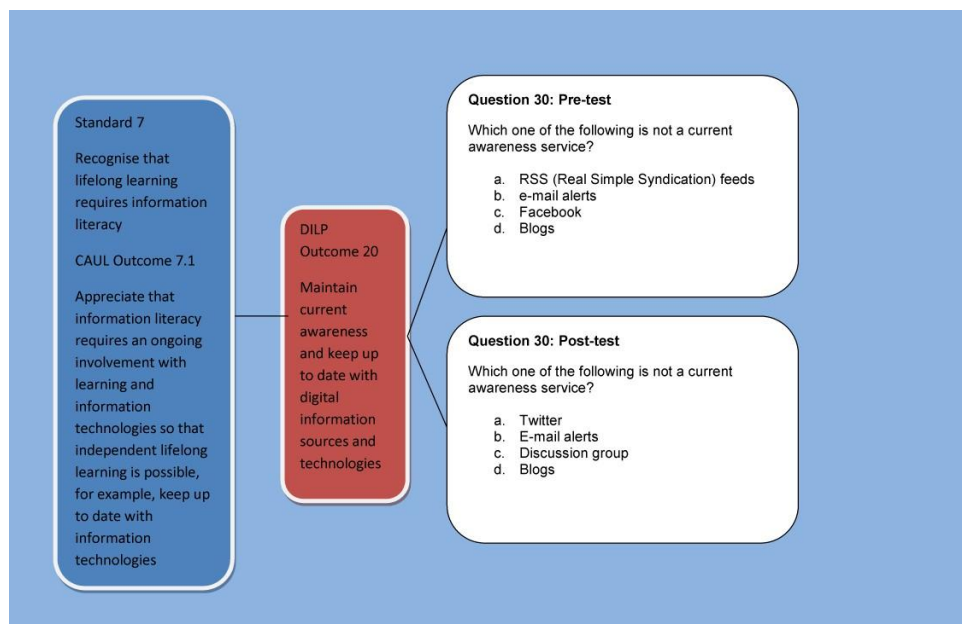 Standard 7
Recognise that
lifelong learning
requires information
literacy
CAUL Outcome 7.1
Appreciate that
information literacy
requires an ongoing
involvement with
learning and
information
technologies so that
independent lifelong
learning is possible,
for example, keep up
to date with
information
technologies
DILP
Outcome 20
Maintain
current
awareness
and keep up
to date with
digital
information
sources and
technologies
Question 30: Pre-test
Which one of the following is not a current
awareness service?
a. RSS (Real Simple Syndication) feeds
b. e-mail alerts
c. Facebook
d. Blogs
Question 30: Post-test
Which one of the following is not a current
awareness service?
a. Twitter
b. E-mail alerts
c. Discussion group
d. Blogs